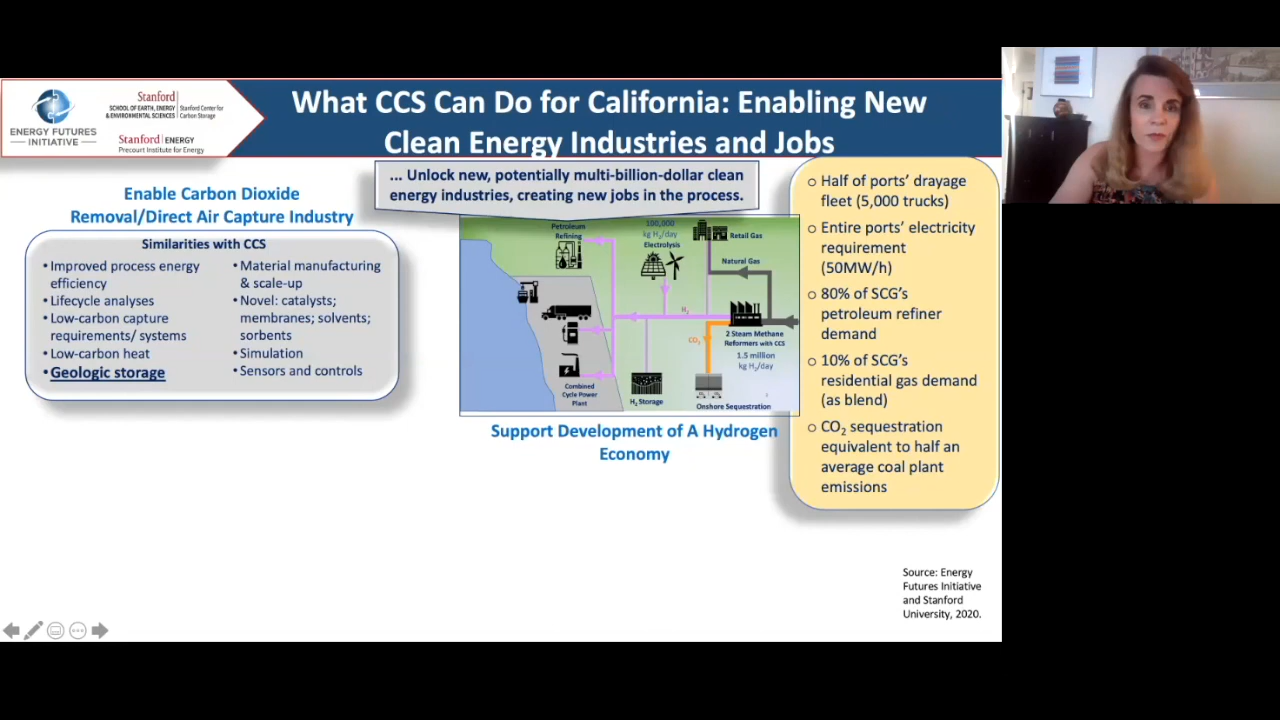 ENERGY FUTURES
INITIATIVE
Stanford
SCHOOL OF EARTH, ENERGY
& ENVIRONMENTAL SCIENCES
Stanford Center for
Carbon Storage
Stanford | ENERGY
Precourt Institute for Energy
What CCS Can Do for California: Enabling New
Clean Energy Industries and Jobs
... Unlock new, potentially multi-billion-dollar clean
energy industries, creating new jobs in the process.
Enable Carbon Dioxide
Removal/Direct Air Capture Industry
Similarities with CCS
• Improved process energy
efficiency
• Lifecycle analyses
• Low-carbon capture
requirements/ systems
• Low-carbon heat
• Geologic storage
• Material manufacturing
& scale-up
• Novel: catalysts;
membranes; solvents;
sorbents
• Simulation
• Sensors and controls
Petroleum
Refining
100,000
kg H₂/day
Electrolysis
Retail Gas
Natural Gas
H₂
CO₂
2 Steam Methane
Reformers with CCS
1.5 million
kg H₂/day
Combined
Cycle Power
Plant
H₂ Storage
Onshore Sequestration
Support Development of A Hydrogen
Economy
o Half of ports’ drayage
fleet (5,000 trucks)
o Entire ports’ electricity
requirement
(50MW/h)
o 80% of SCG’s
petroleum refiner
demand
o 10% of SCG’s
residential gas demand
(as blend)
o CO₂ sequestration
equivalent to half an
average coal plant
emissions
Source: Energy
Futures Initiative
and Stanford
University, 2020.